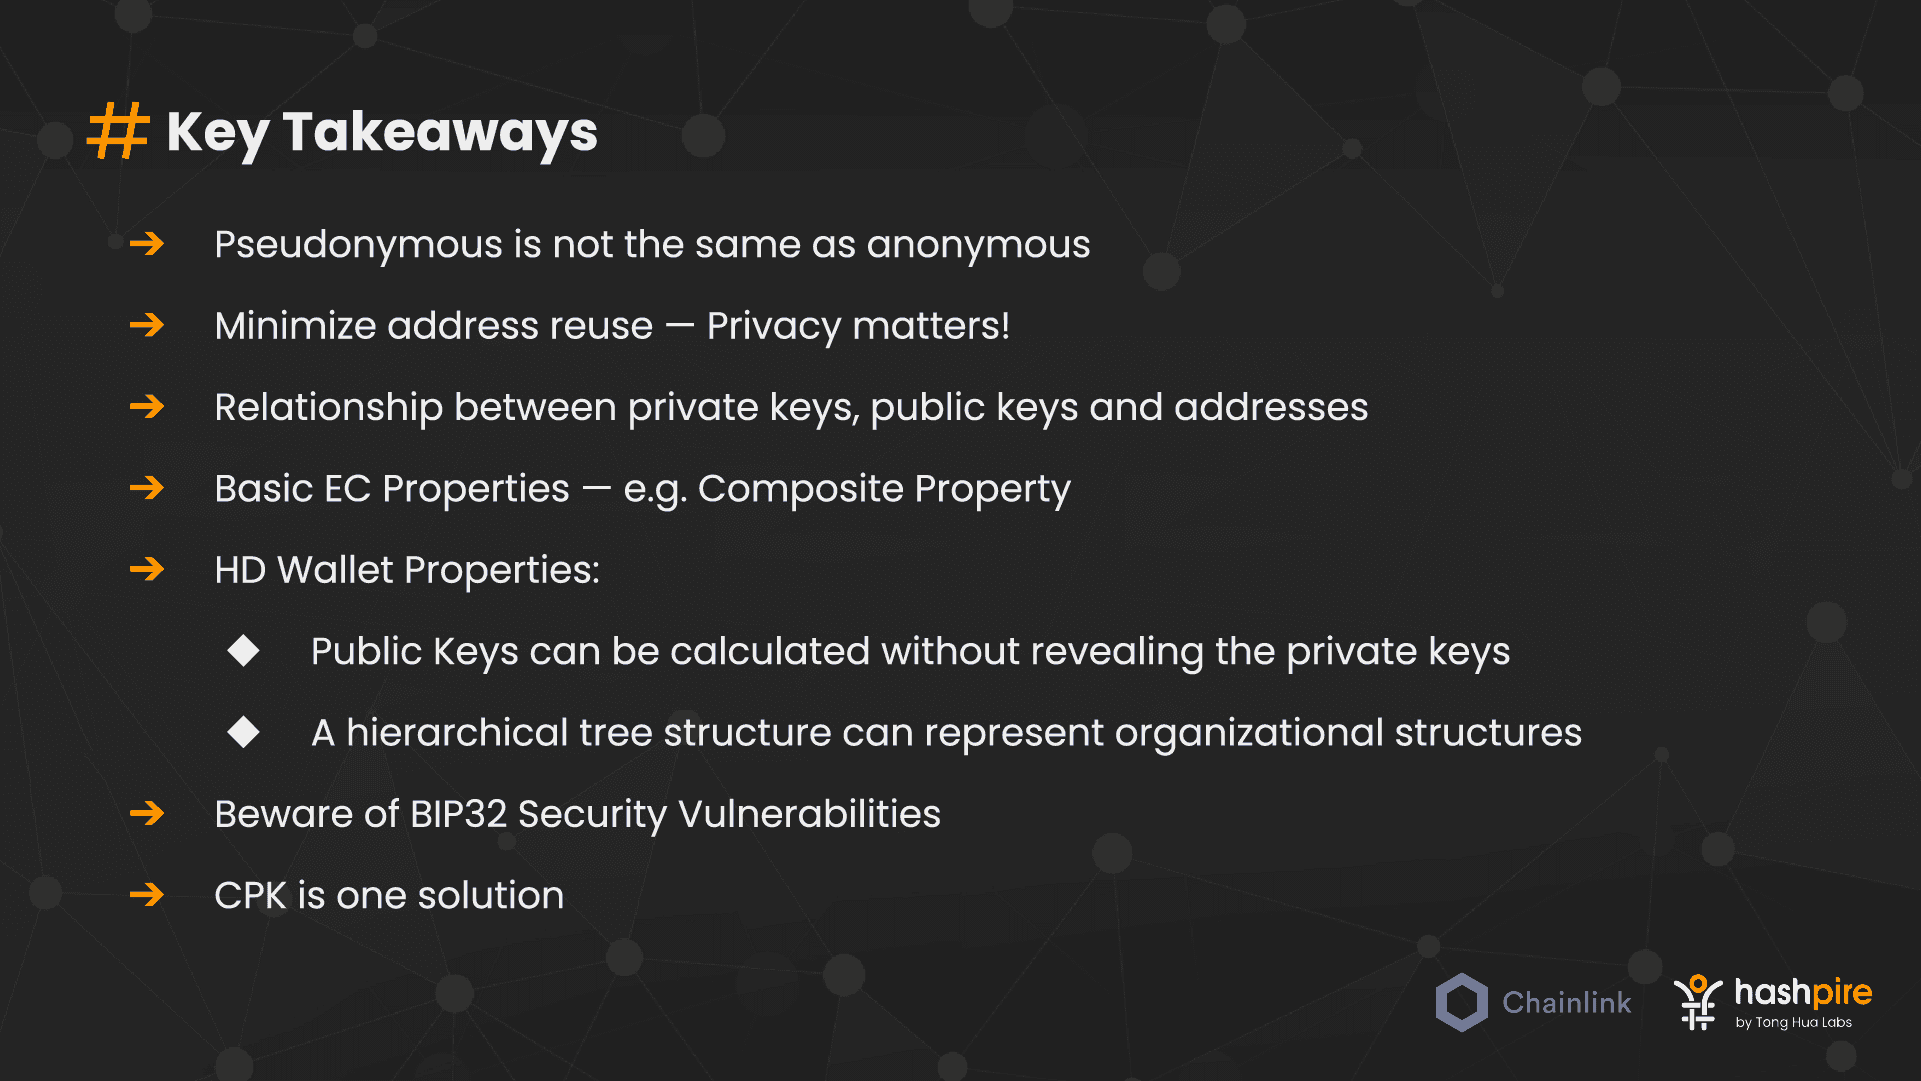 # Key Takeaways
➔ Pseudonymous is not the same as anonymous
➔ Minimize address reuse — Privacy matters!
➔ Relationship between private keys, public keys and addresses
➔ Basic EC Properties — e.g. Composite Property
➔ HD Wallet Properties:
◆ Public Keys can be calculated without revealing the private keys
◆ A hierarchical tree structure can represent organizational structures
➔ Beware of BIP32 Security Vulnerabilities
➔ CPK is one solution
Chainlink
hashpire
by Tong Hua Labs